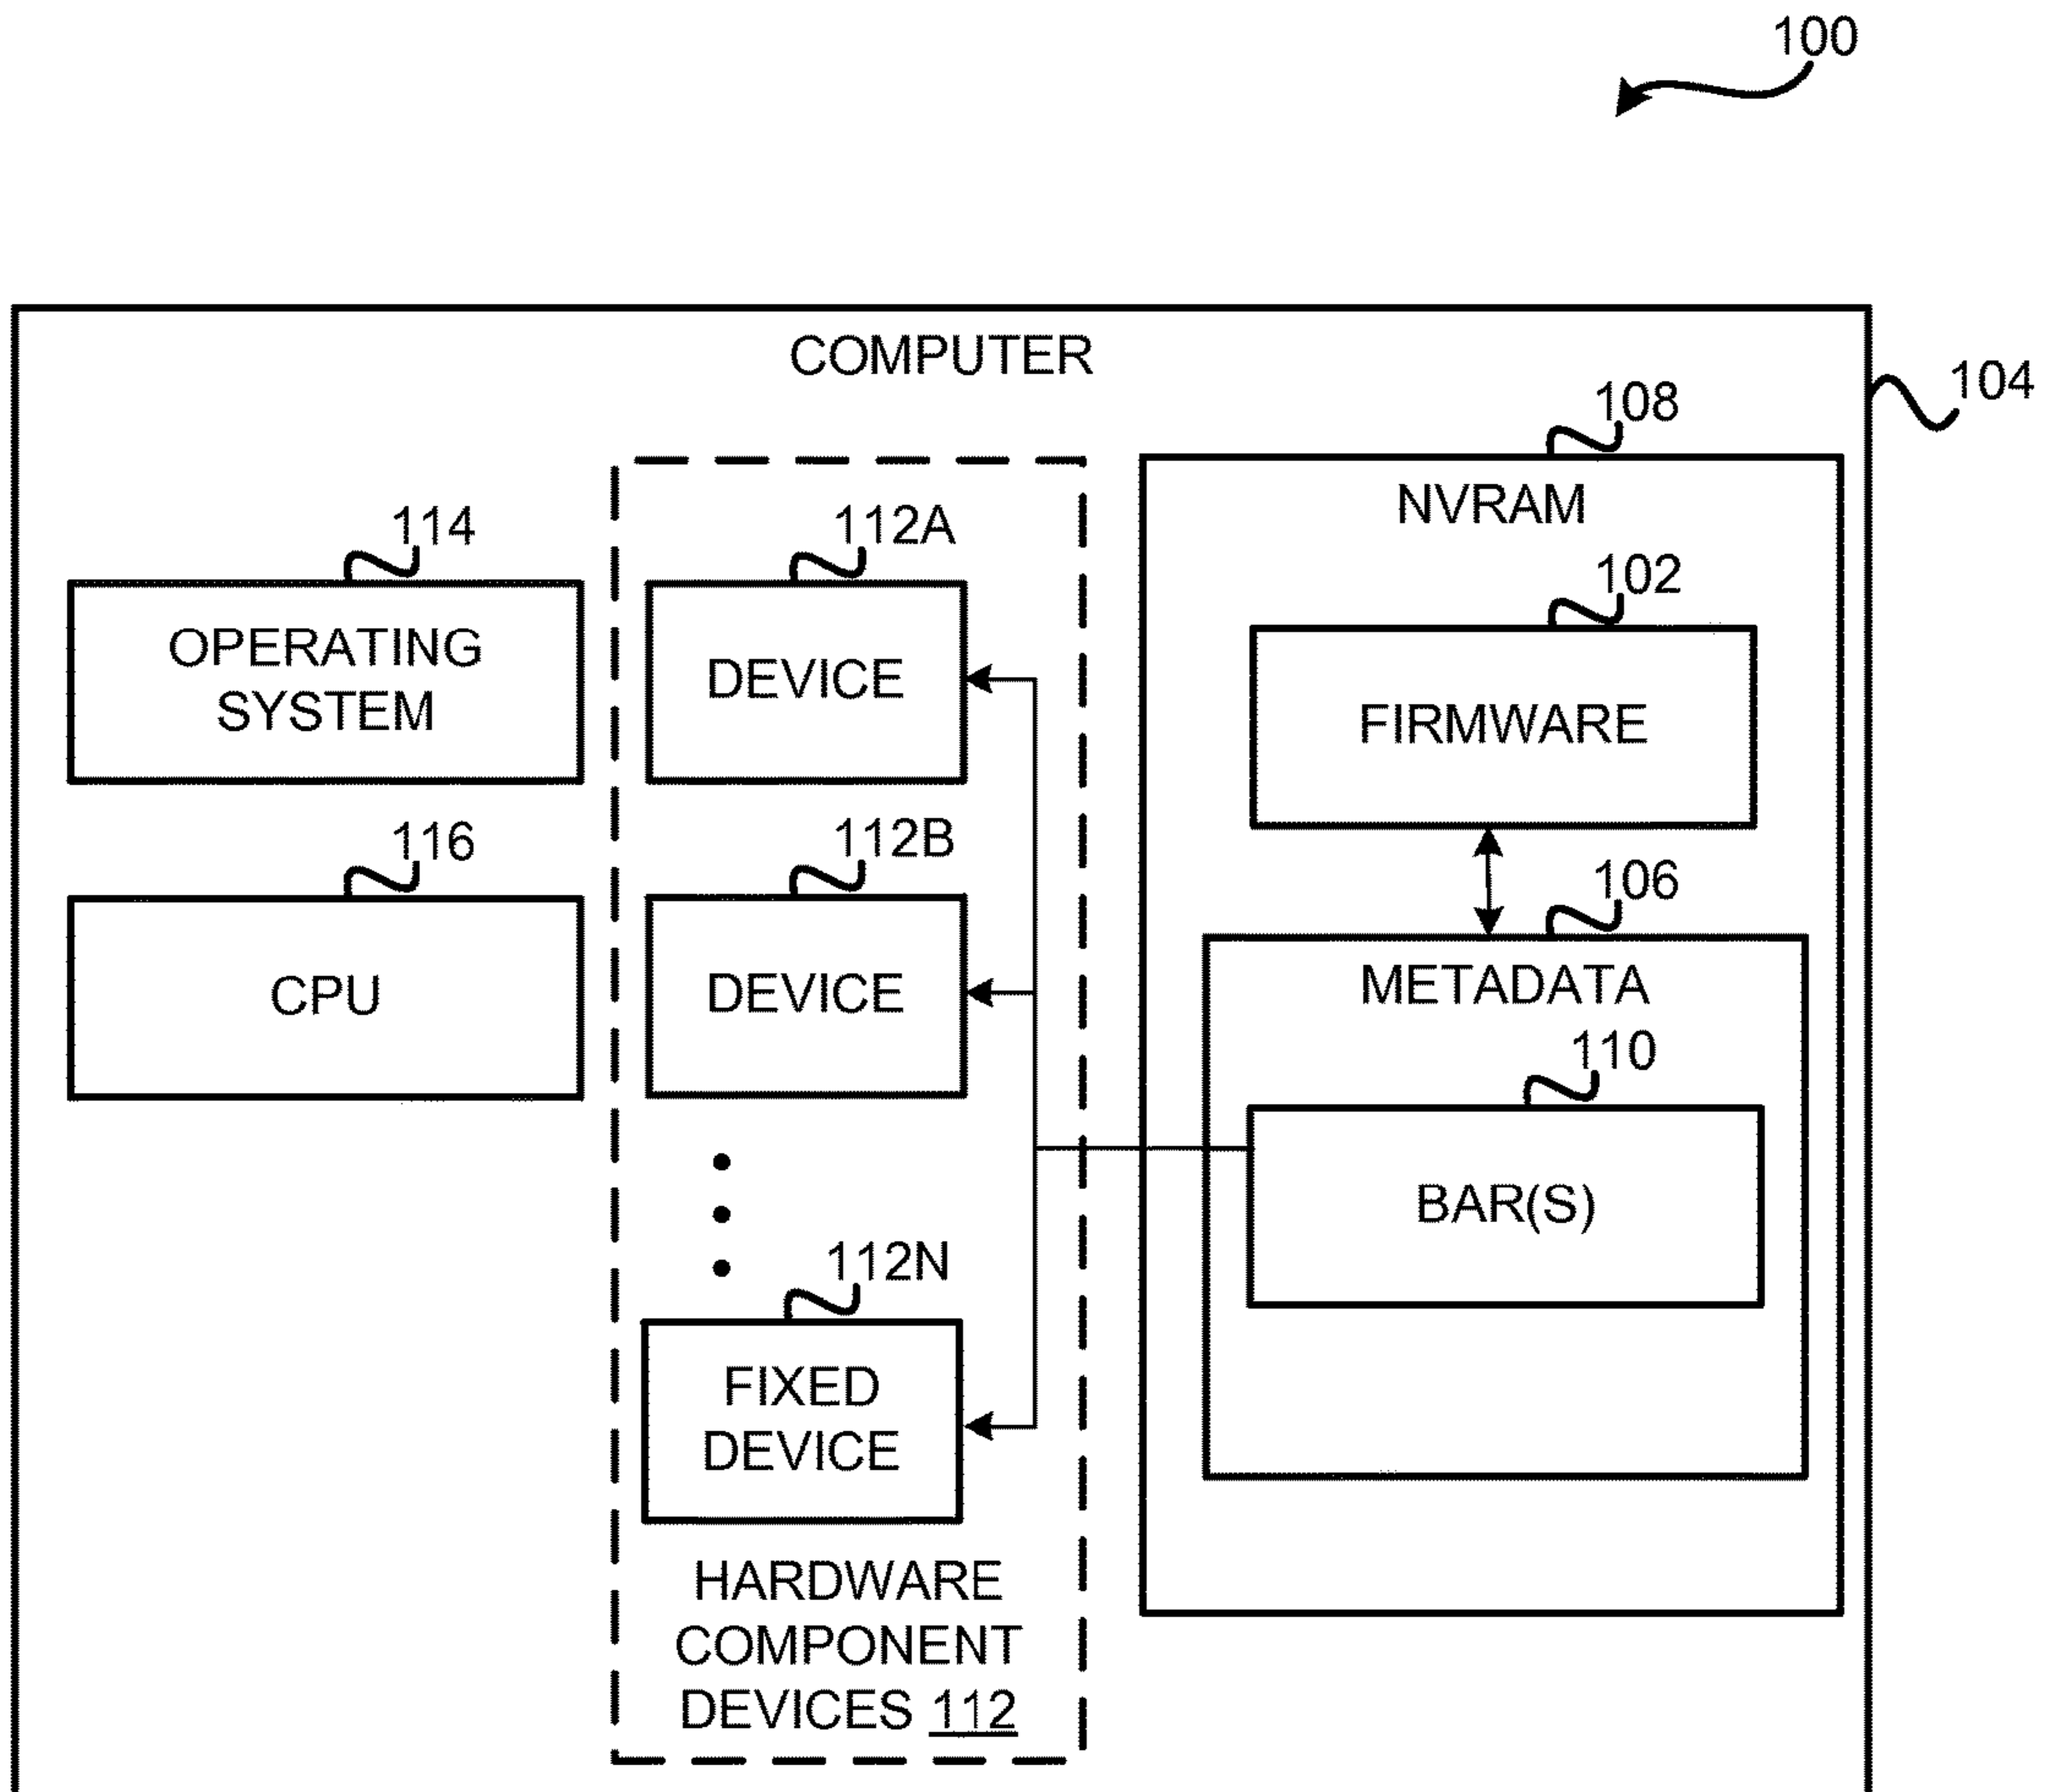 100
COMPUTER
104
108
NVRAM
114
112A
OPERATING
SYSTEM
DEVICE
102
FIRMWARE
116
112B
CPU
DEVICE
106
METADATA
110
BAR(S)
112N
FIXED
DEVICE
HARDWARE
COMPONENT
DEVICES 112